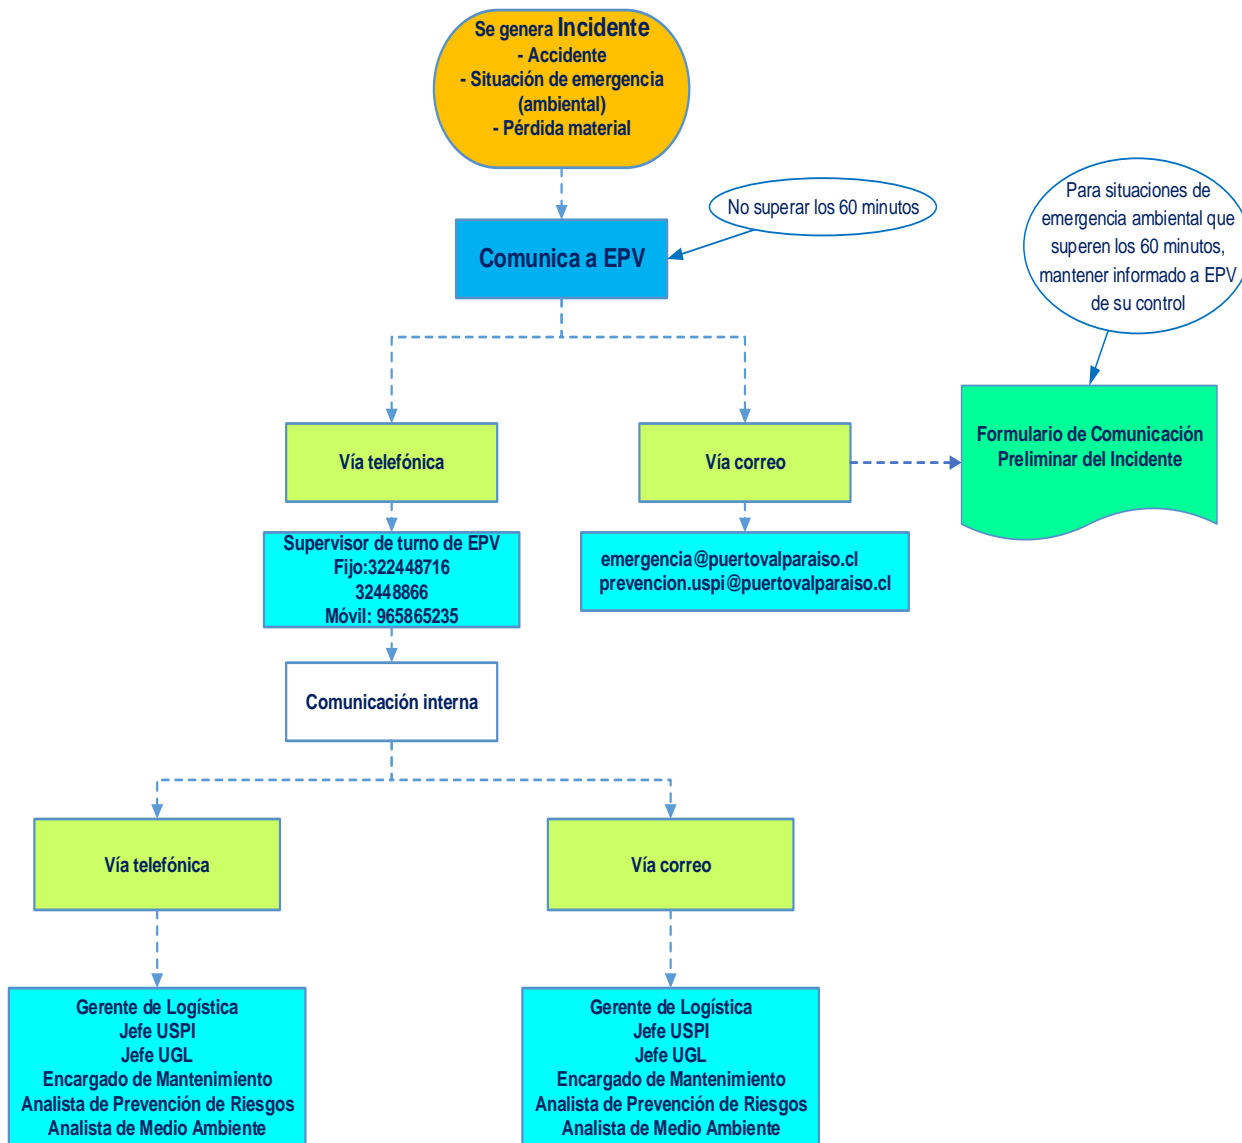 Se genera Incidente
- Accidente
- Situación de emergencia
(ambiental)
- Pérdida material
No superar los 60 minutos
Para situaciones de
emergencia ambiental que
superen los 60 minutos,
mantener informado a EPV
de su control
Comunica a EPV
Vía telefónica
Vía correo
Formulario de Comunicación
Preliminar del Incidente
Supervisor de turno de EPV
Fijo:322448716
32448866
Móvil: 965865235
emergencia@puertovalparaiso.cl
prevencion.uspi@puertovalparaiso.cl
Comunicación interna
Vía telefónica
Vía correo
Gerente de Logística
Jefe USPI
Jefe UGL
Encargado de Mantenimiento
Analista de Prevención de Riesgos
Analista de Medio Ambiente
Gerente de Logística
Jefe USPI
Jefe UGL
Encargado de Mantenimiento
Analista de Prevención de Riesgos
Analista de Medio Ambiente